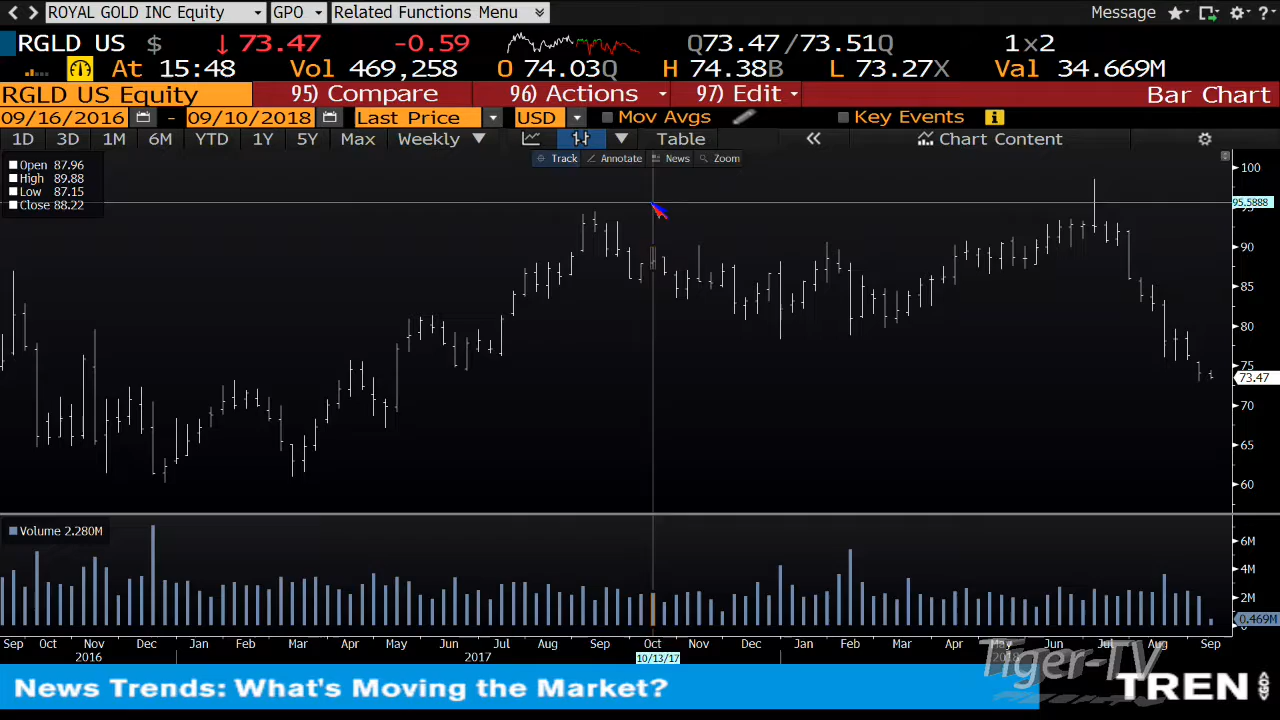 ROYAL GOLD INC Equity GPO Related Functions Menu Message ?
RGLD US $ ↓ 73.47 -0.59 Q73.47 /73.51Q 1x2
At 15:48 Vol 469,258 O 74.03Q H 74.38B L 73.27X Val 34.669M
RGLD US Equity 95) Compare 96) Actions 97) Edit Bar Chart
09/16/2016 - 09/10/2018 Last Price USD Mov Avgs Key Events i
1D 3D 1M 6M YTD 1Y 5Y Max Weekly Table « Chart Content
Track Annotate News Zoom
Open 87.96
High 89.88
Low 87.15
Close 88.22
100
95.5888
90
85
80
75
73.47
70
65
60
Volume 2.280M
6M
4M
2M
0.469M
Sep Oct Nov Dec Jan Feb Mar Apr May Jun Jul Aug Sep Oct Nov Dec Jan Feb Mar Apr May Jun Jul Aug Sep
2016 2017 10/13/17 2018
Tiger-TV
News Trends: What's Moving the Market? TREN